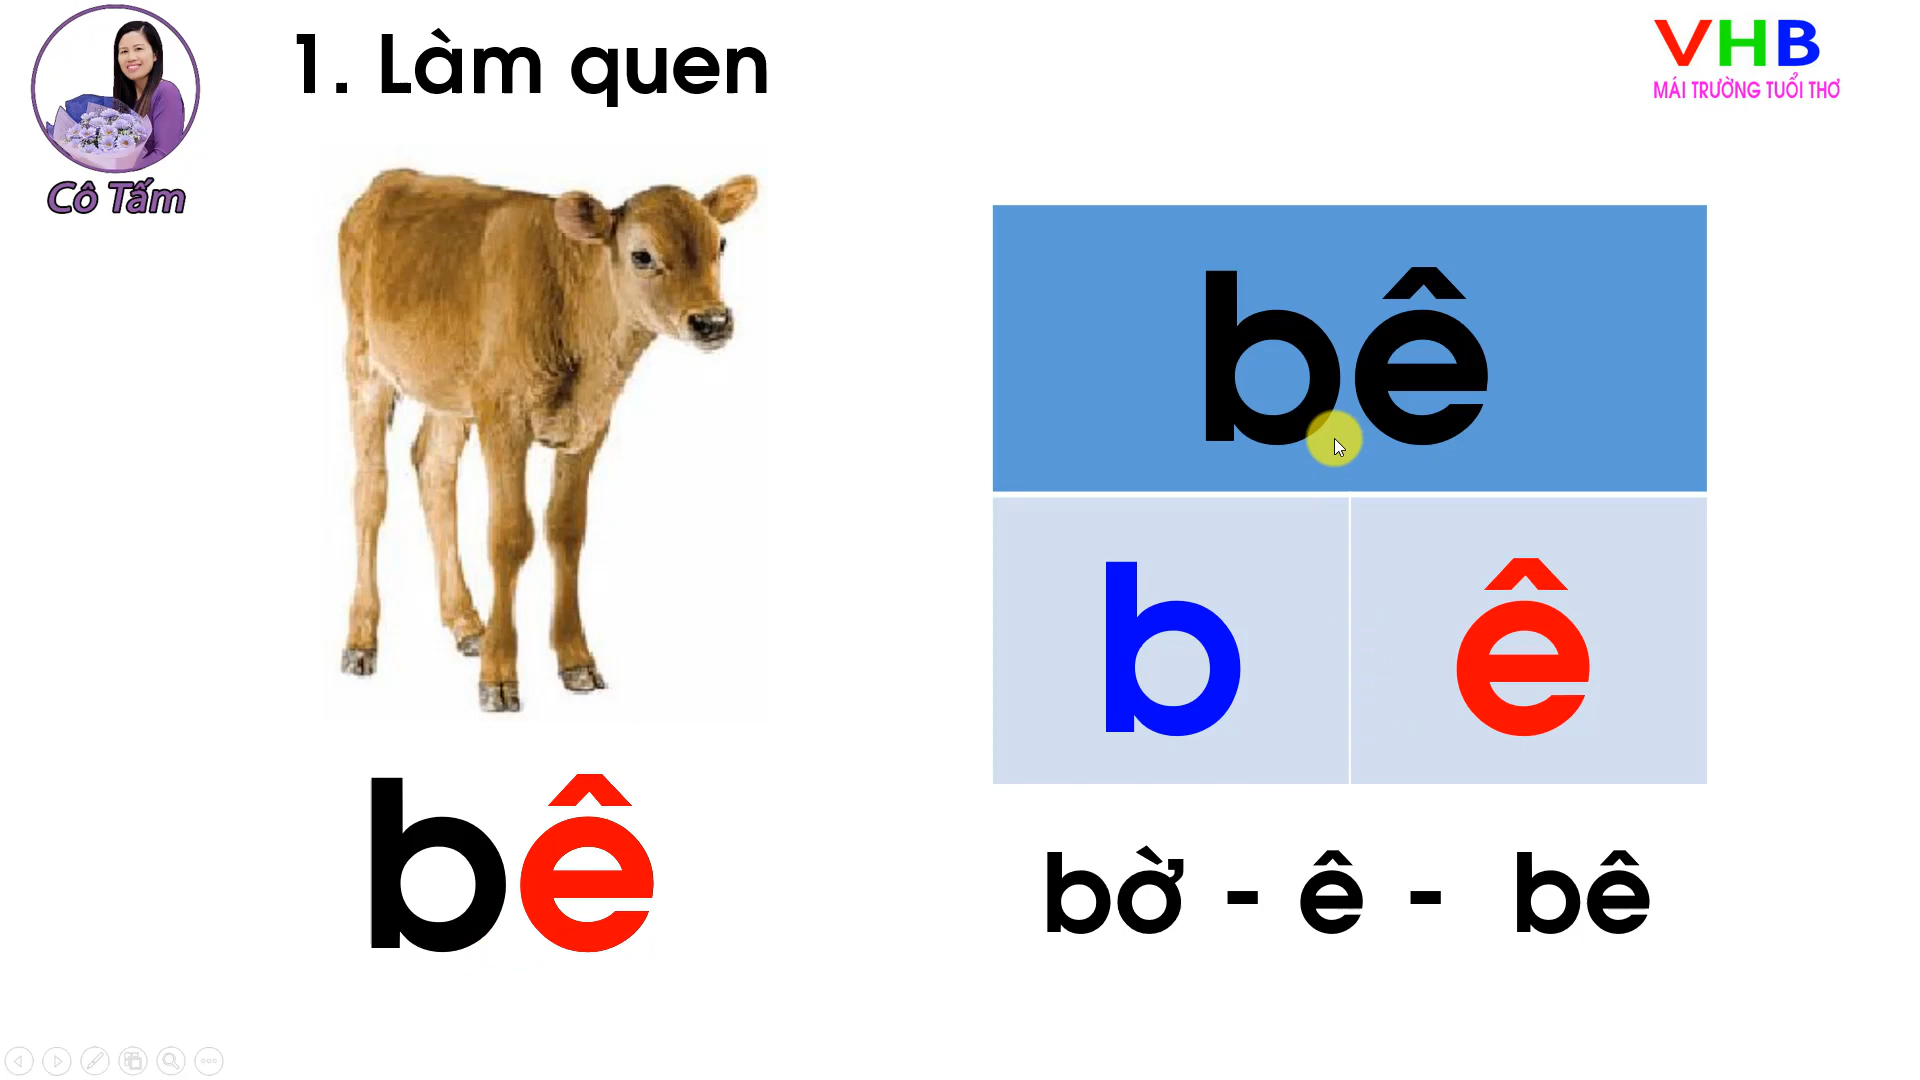 1. Làm quen
VHB
MÁI TRƯỜNG TUỔI THƠ
Cô Tấm
bê
b ê
bê
bờ - ê - bê